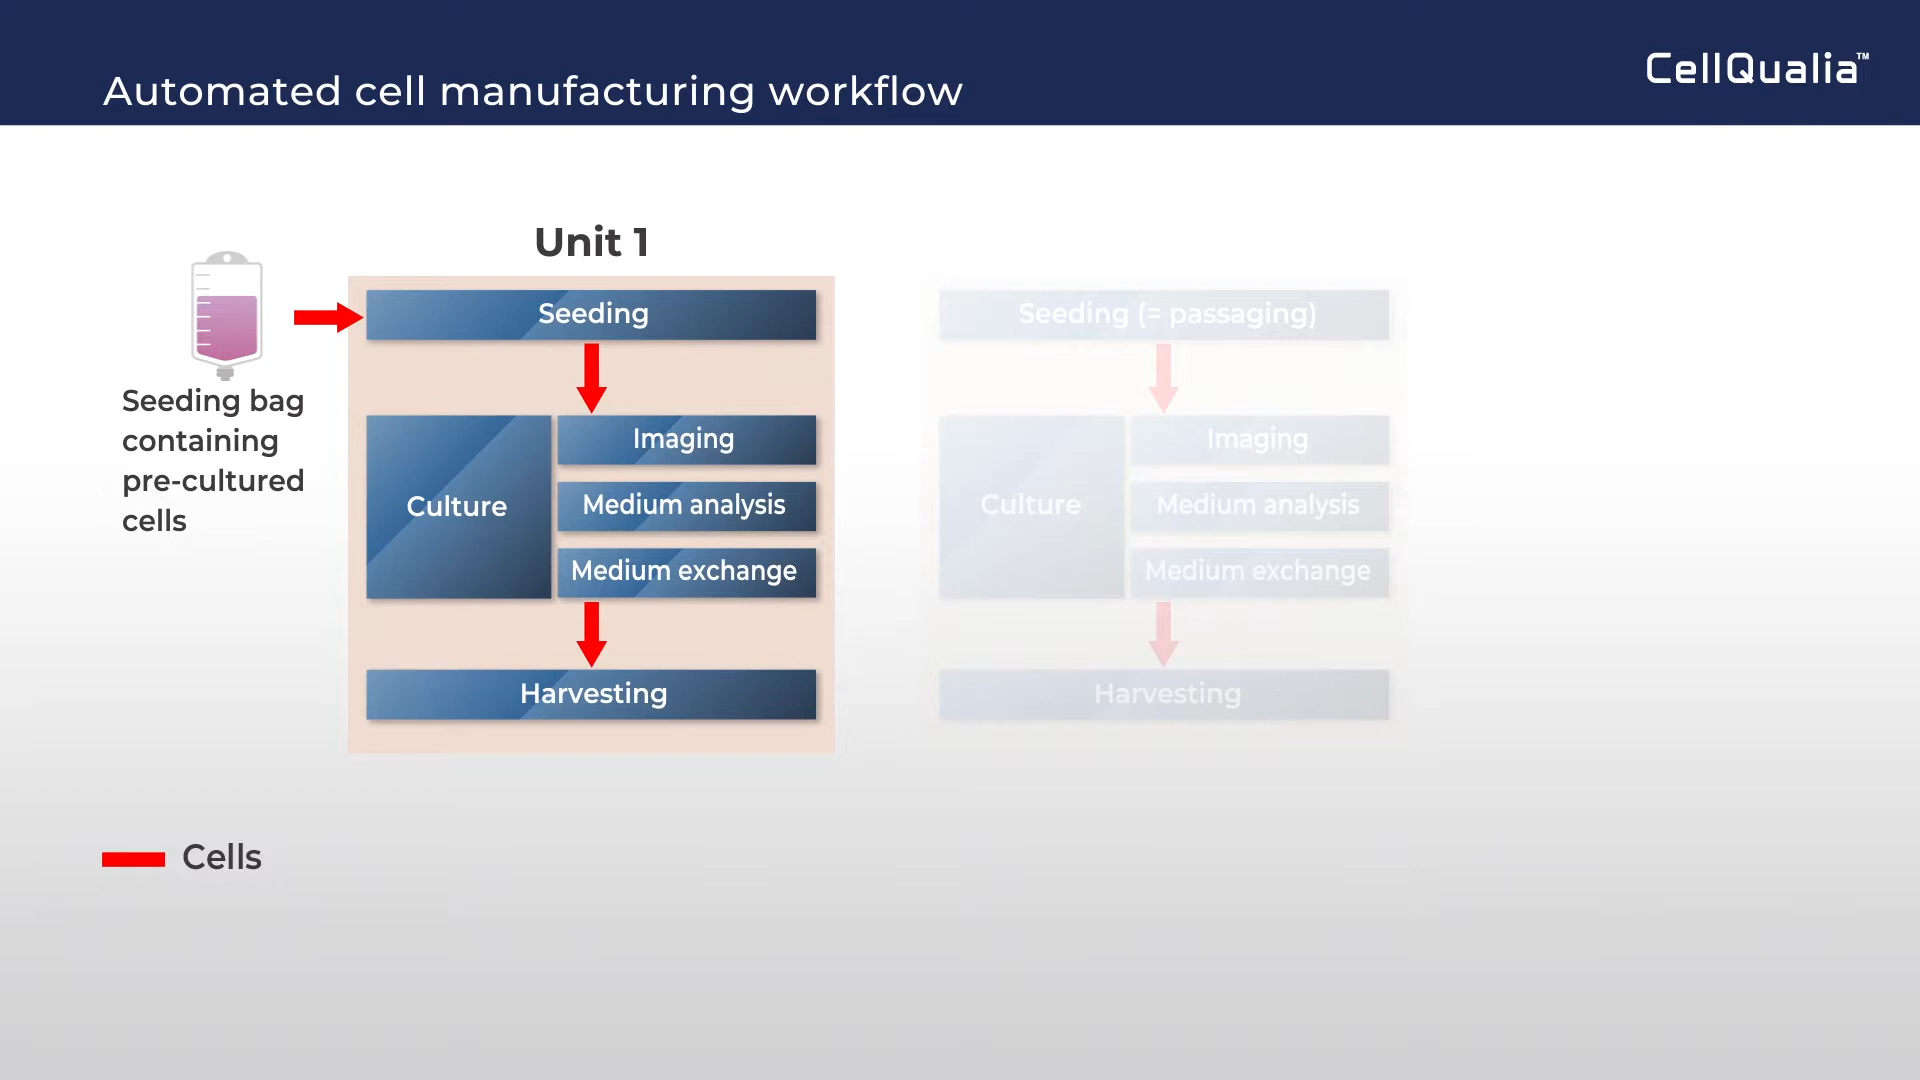 Automated cell manufacturing workflow
CellQualia™
Unit 1
Seeding
Seeding bag
containing
pre-cultured
cells
Culture
Imaging
Medium analysis
Medium exchange
Harvesting
Seeding (= passaging)
Culture
Imaging
Medium analysis
Medium exchange
Harvesting
Cells